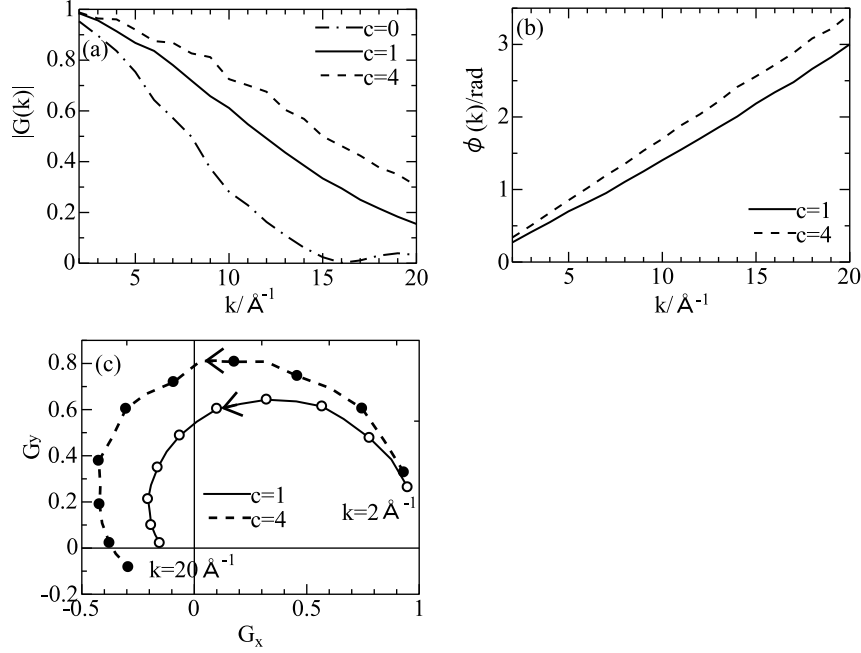 1
0.8
0.6
0.4
0.2
0
5
10
15
20
|G(k)|
k/ Å⁻¹
(a)
c=0
c=1
c=4
3
2
1
0
5
10
15
20
ϕ (k)/rad
k/ Å⁻¹
(b)
c=1
c=4
0.8
0.6
0.4
0.2
0
-0.2
-0.5
0
0.5
1
Gy
Gx
(c)
c=1
c=4
k=2 Å⁻¹
k=20 Å⁻¹